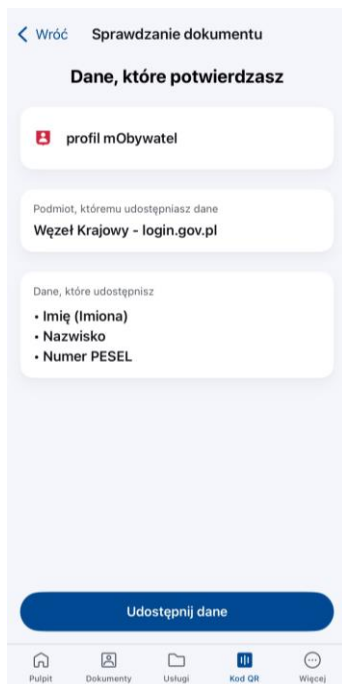 Wróć
Sprawdzanie dokumentu
Dane, które potwierdzasz
profil mObywatel
Podmiot, któremu udostępniasz dane
Węzeł Krajowy - login.gov.pl
Dane, które udostępnisz
• Imię (Imiona)
• Nazwisko
• Numer PESEL
Udostępnij dane
Pulpit
Dokumenty
Usługi
Kod QR
Więcej